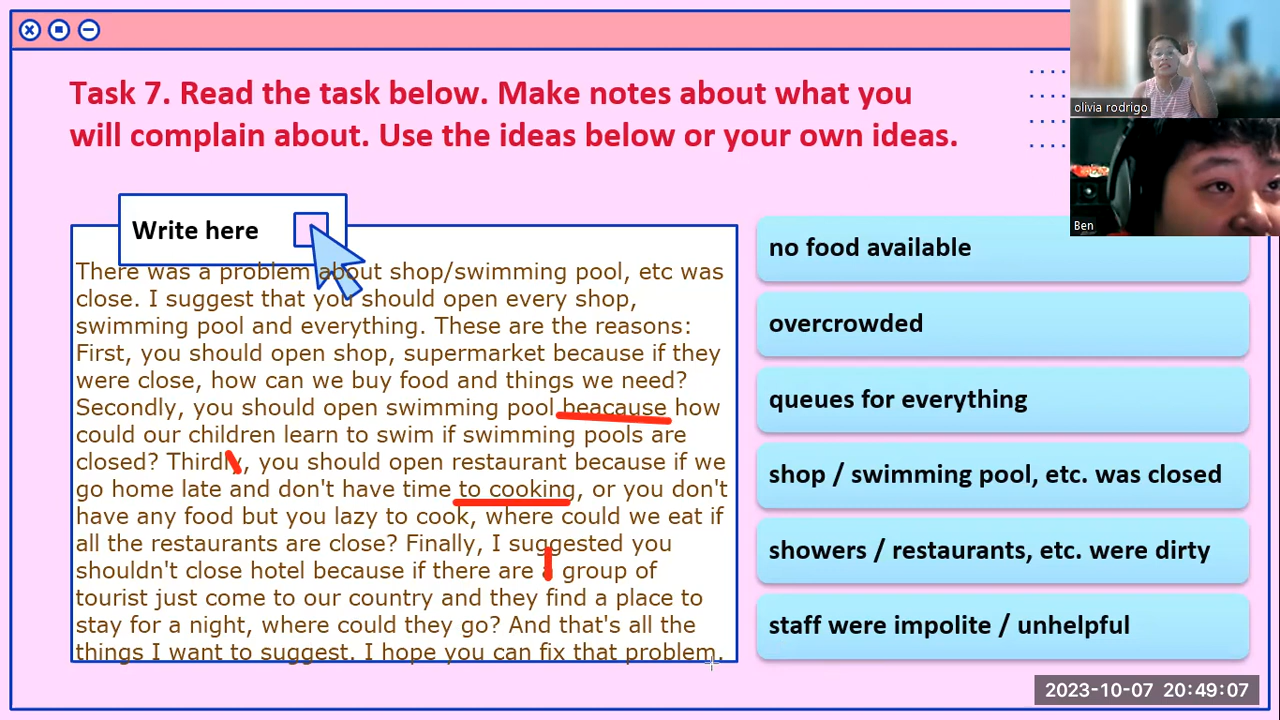 Task 7. Read the task below. Make notes about what you
will complain about. Use the ideas below or your own ideas.
olivia rodrigo
Ben
Write here
There was a problem about shop/swimming pool, etc was
close. I suggest that you should open every shop,
swimming pool and everything. These are the reasons:
First, you should open shop, supermarket because if they
were close, how can we buy food and things we need?
Secondly, you should open swimming pool beacause how
could our children learn to swim if swimming pools are
closed? Thirdly, you should open restaurant because if we
go home late and don't have time to cooking, or you don't
have any food but you lazy to cook, where could we eat if
all the restaurants are close? Finally, I suggested you
shouldn't close hotel because if there are a group of
tourist just come to our country and they find a place to
stay for a night, where could they go? And that's all the
things I want to suggest. I hope you can fix that problem.
no food available
overcrowded
queues for everything
shop / swimming pool, etc. was closed
showers / restaurants, etc. were dirty
staff were impolite / unhelpful
2023-10-07 20:49:07